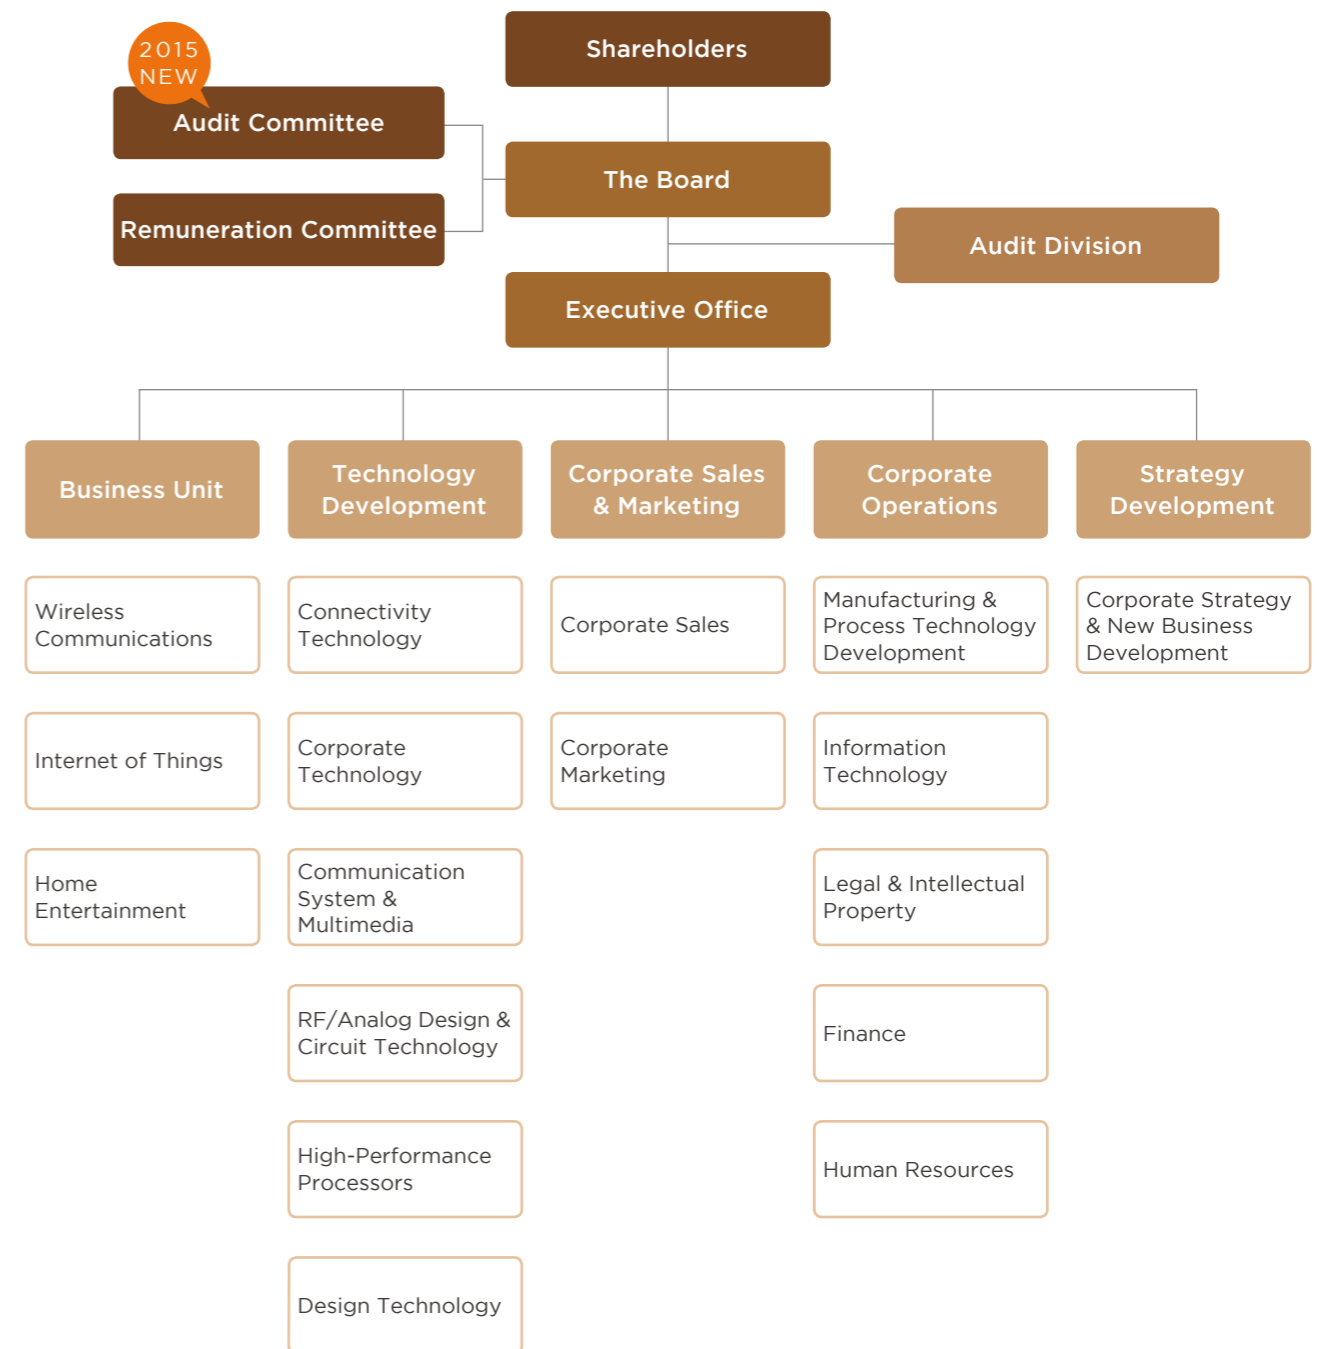 Shareholders
2015
NEW
Audit Committee
The Board
Remuneration Committee
Audit Division
Executive Office
Business Unit
Technology
Development
Corporate Sales
& Marketing
Corporate
Operations
Strategy
Development
Wireless
Communications
Internet of Things
Home
Entertainment
Connectivity
Technology
Corporate
Technology
Communication
System &
Multimedia
RF/Analog Design &
Circuit Technology
High-Performance
Processors
Design Technology
Corporate Sales
Corporate
Marketing
Manufacturing &
Process Technology
Development
Information
Technology
Legal & Intellectual
Property
Finance
Human Resources
Corporate Strategy
& New Business
Development